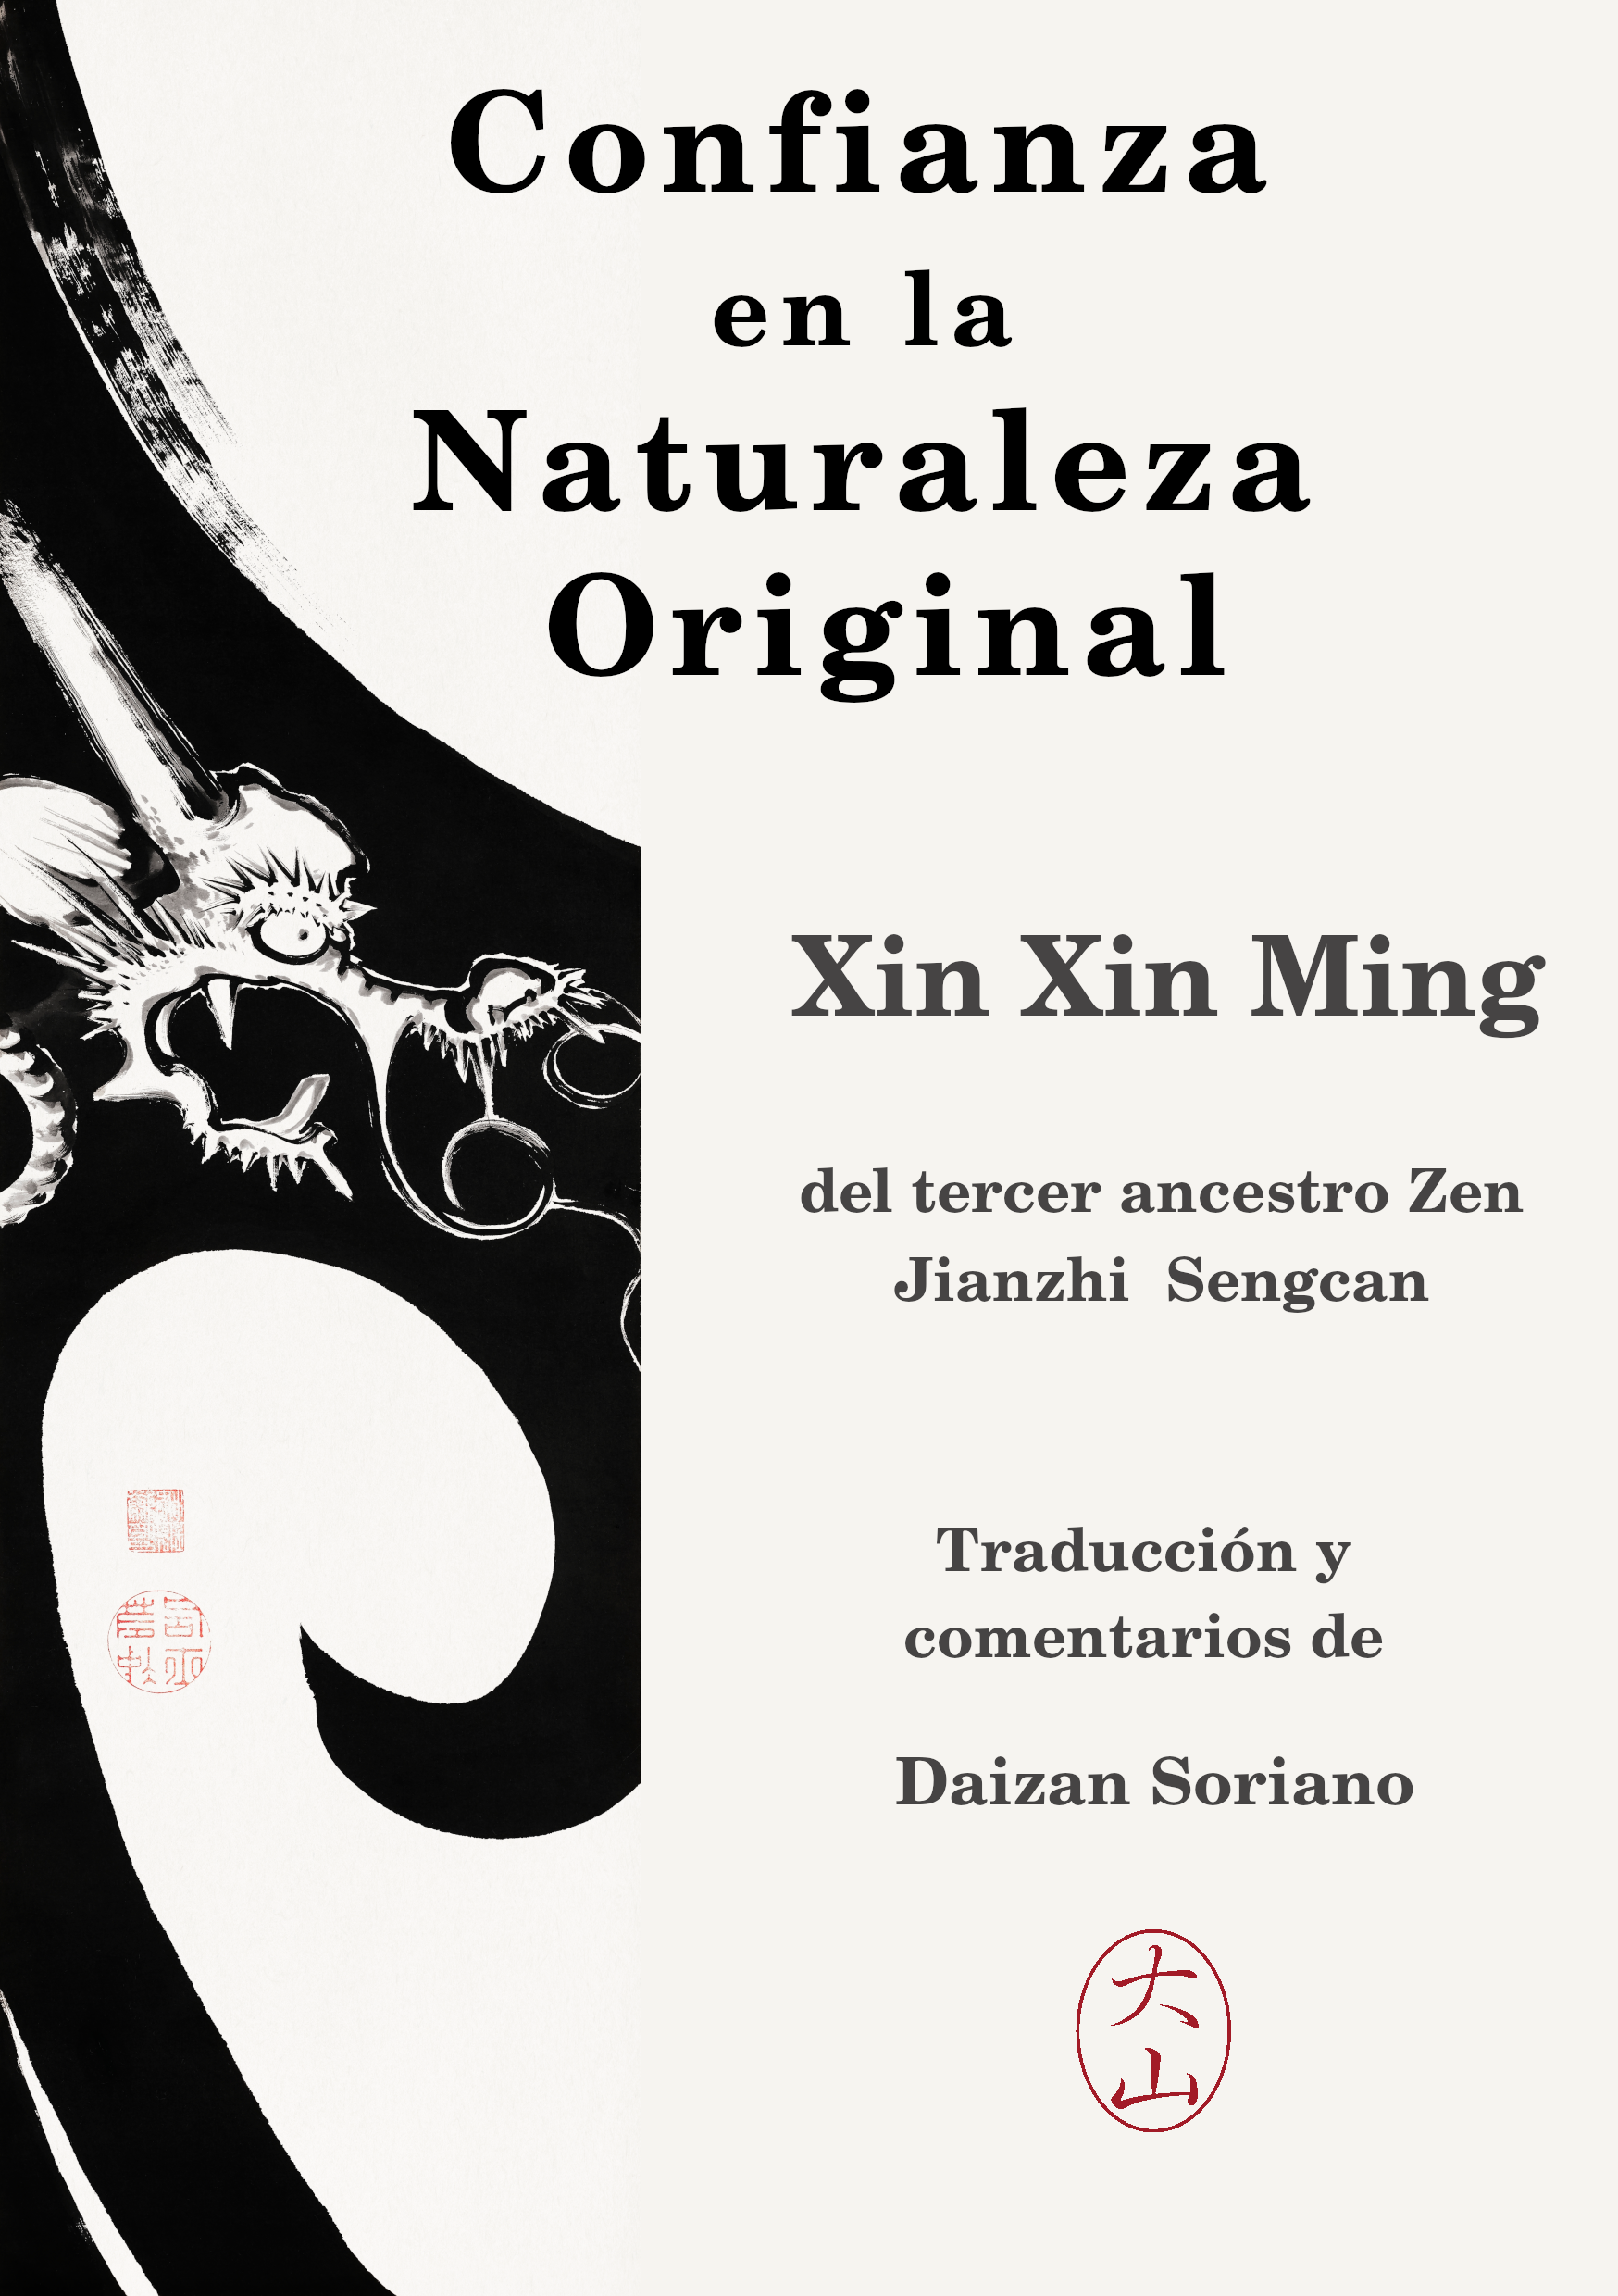 Confianza
en la
Naturaleza
Original
Xin Xin Ming
del tercer ancestro Zen
Jianzhi Sengcan
Traducción y
comentarios de
Daizan Soriano
大
山